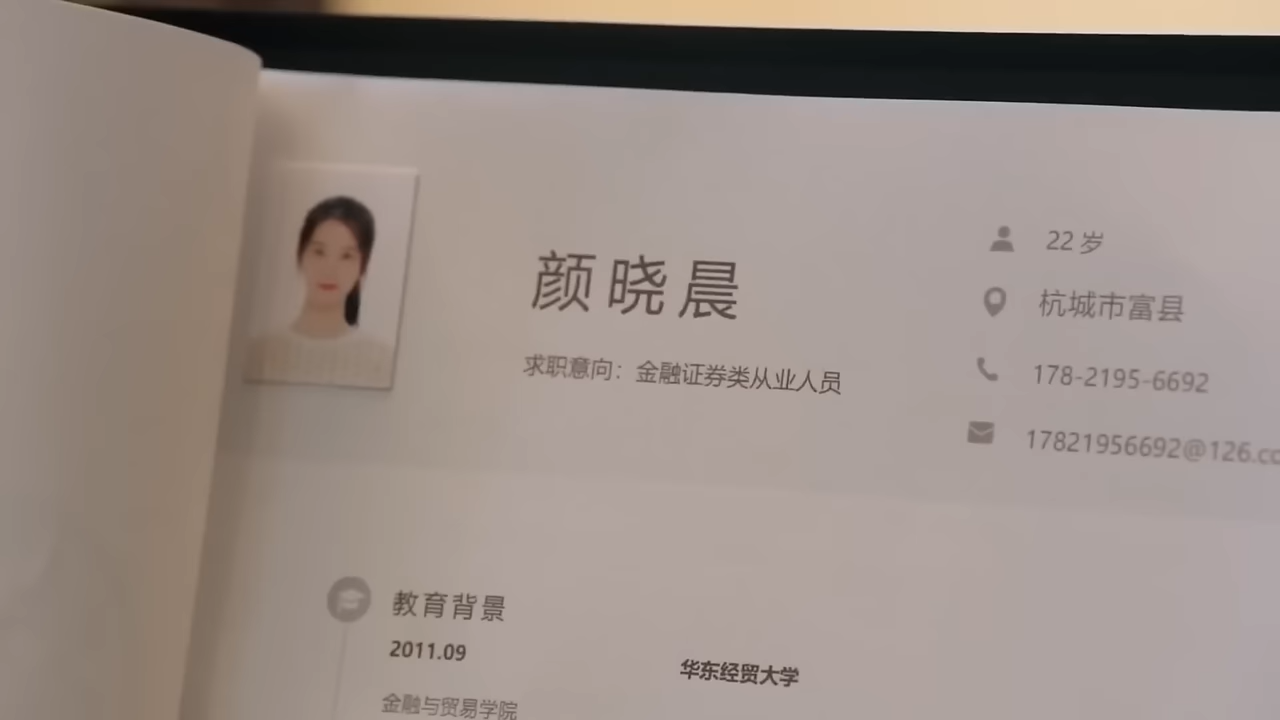 颜晓晨
求职意向：金融证券类从业人员
22岁
杭城市富县
178-2195-6692
17821956692@126.co
教育背景
2011.09
华东经贸大学
金融与贸易学院